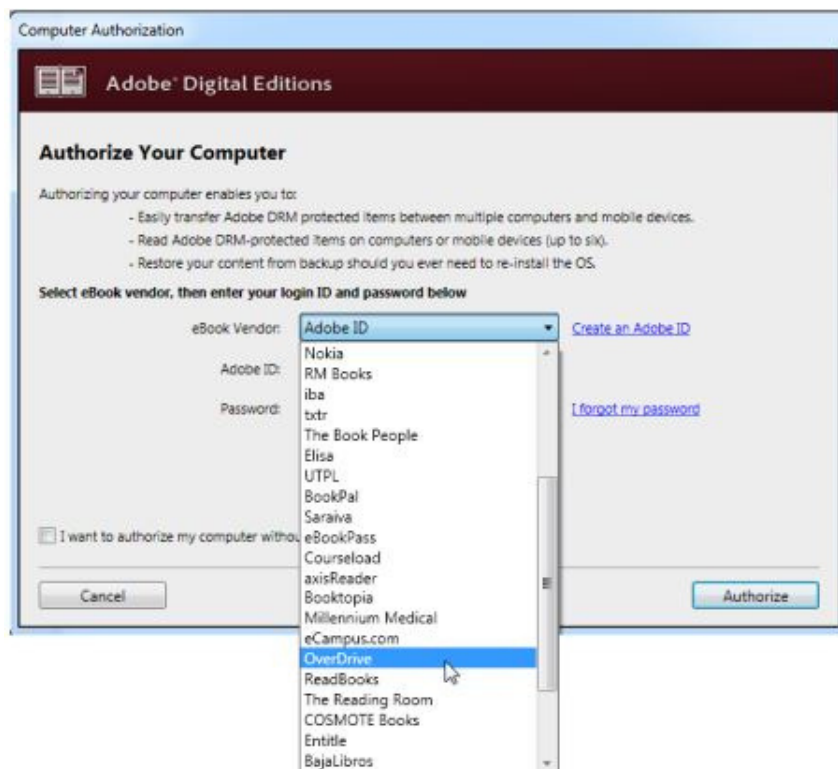 Computer Authorization
Adobe® Digital Editions
Authorize Your Computer
Authorizing your computer enables you to:
- Easily transfer Adobe DRM protected items between multiple computers and mobile devices.
- Read Adobe DRM-protected items on computers or mobile devices (up to six).
- Restore your content from backup should you ever need to re-install the OS.
Select eBook vendor, then enter your login ID and password below
eBook Vendor: Adobe ID Create an Adobe ID
Nokia
Adobe ID: RM Books
iba
Password: txtr I forgot my password
The Book People
Elisa
UTPL
BookPal
Saraiva
I want to authorize my computer eBookPass
Courseload
axisReader
Cancel Booktopia Authorize
Millennium Medical
eCampus.com
OverDrive
ReadBooks
The Reading Room
COSMOTE Books
Entitle
BajaLibros